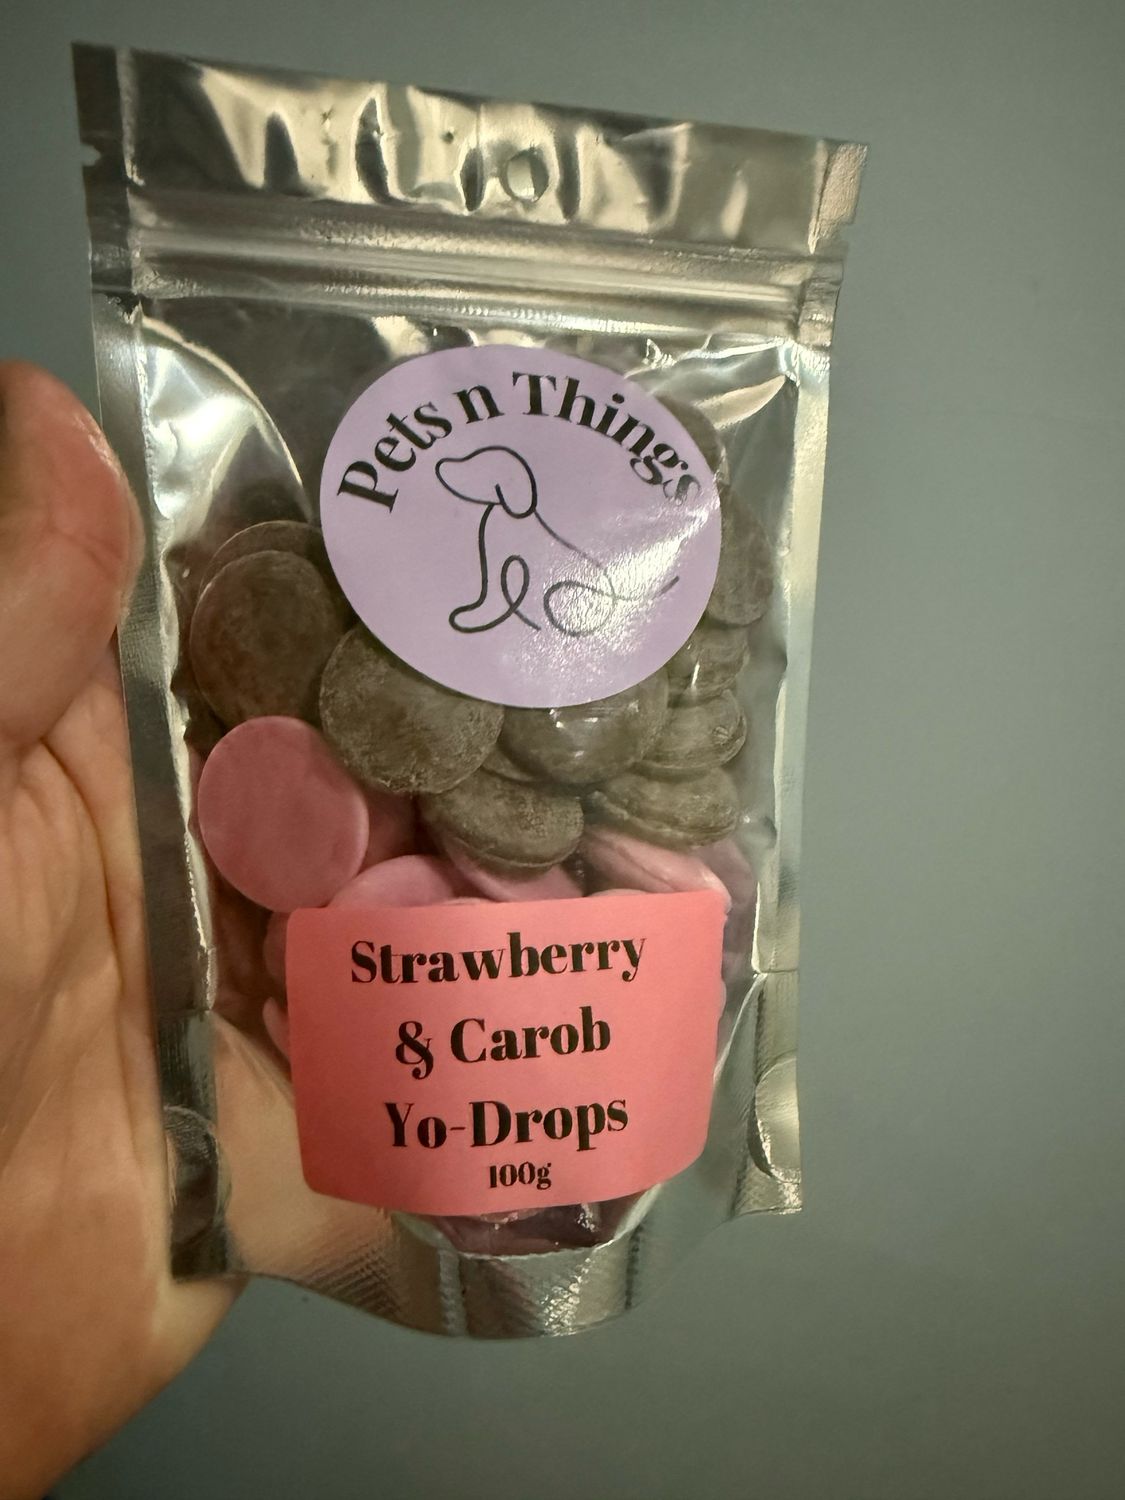 Pets n Things
Strawberry
& Carob
Yo-Drops
100g